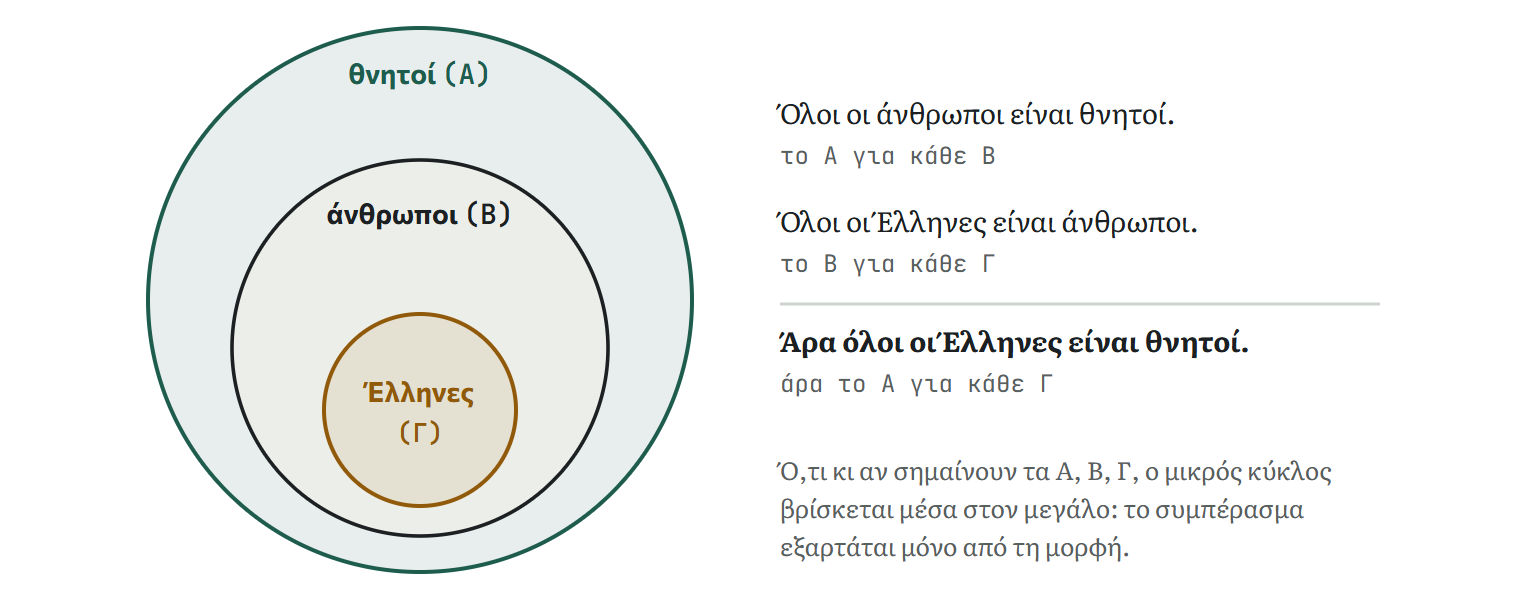 θνητοί (Α)
άνθρωποι (Β)
Έλληνες
(Γ)
Όλοι οι άνθρωποι είναι θνητοί.
το Α για κάθε Β
Όλοι οι Έλληνες είναι άνθρωποι.
το Β για κάθε Γ
Άρα όλοι οι Έλληνες είναι θνητοί.
άρα το Α για κάθε Γ
Ό,τι κι αν σημαίνουν τα Α, Β, Γ, ο μικρός κύκλος
βρίσκεται μέσα στον μεγάλο: το συμπέρασμα
εξαρτάται μόνο από τη μορφή.